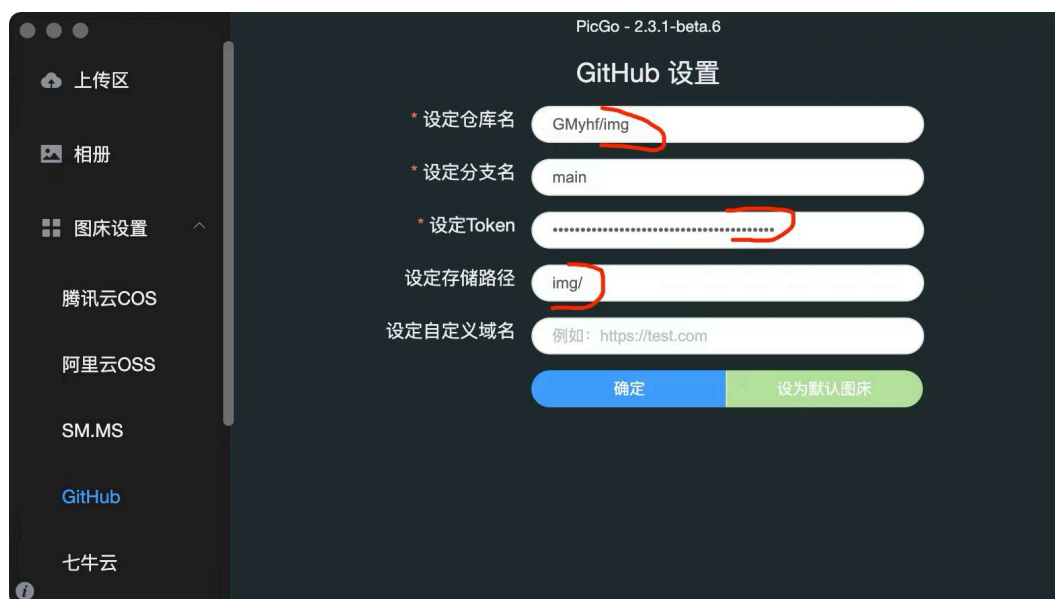 PicGo - 2.3.1-beta.6
上传区
相册
图床设置
腾讯云COS
阿里云OSS
SM.MS
GitHub
七牛云
GitHub 设置
* 设定仓库名 GMyhf/img
* 设定分支名 main
* 设定Token ••••••••••••••••••••••••••••••••••••••••
设定存储路径 img/
设定自定义域名 例如：https://test.com
确定 设为默认图床